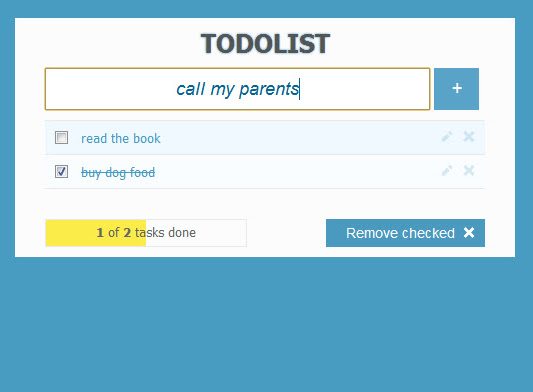 TODOLIST
call my parents
+
read the book
buy dog food
1 of 2 tasks done
Remove checked